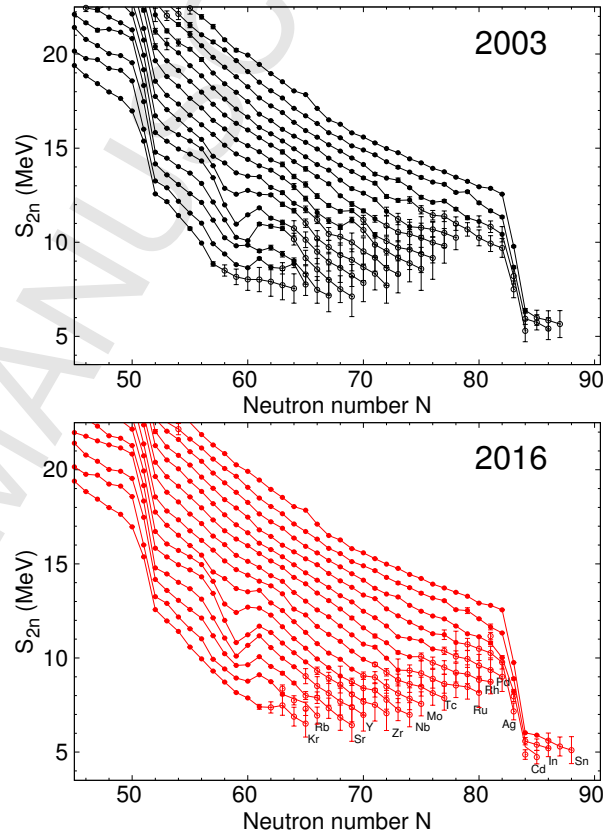 2003
20
15
10
5
S2n (MeV)
50 60 70 80 90
Neutron number N
MANUSC
2016
20
15
10
5
S2n (MeV)
Pd
Rh
Ru
Tc
Mo
Ag
Nb
Zr
Y
Rb
Sr
Kr
In
Sn
Cd
50 60 70 80 90
Neutron number N